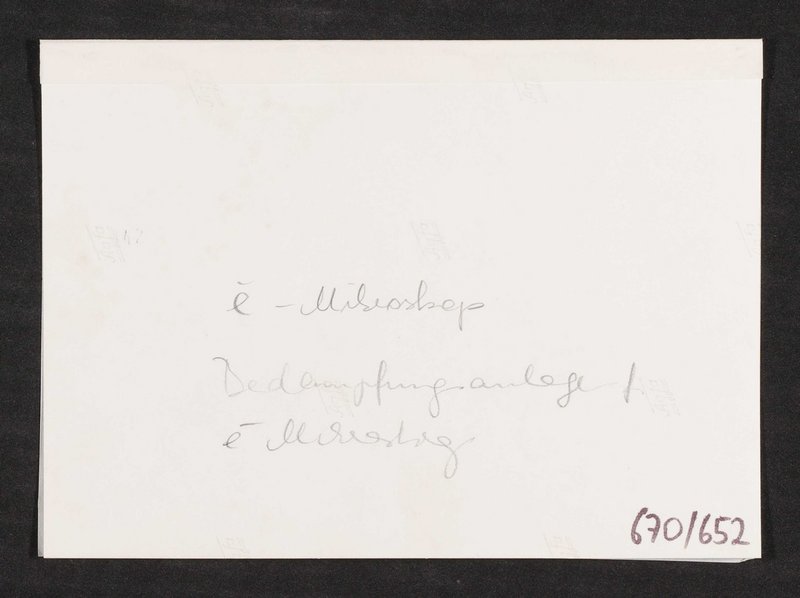 ē - Mikroskop
Bedampfungsanlage f.
ē Mikroskop
670/652